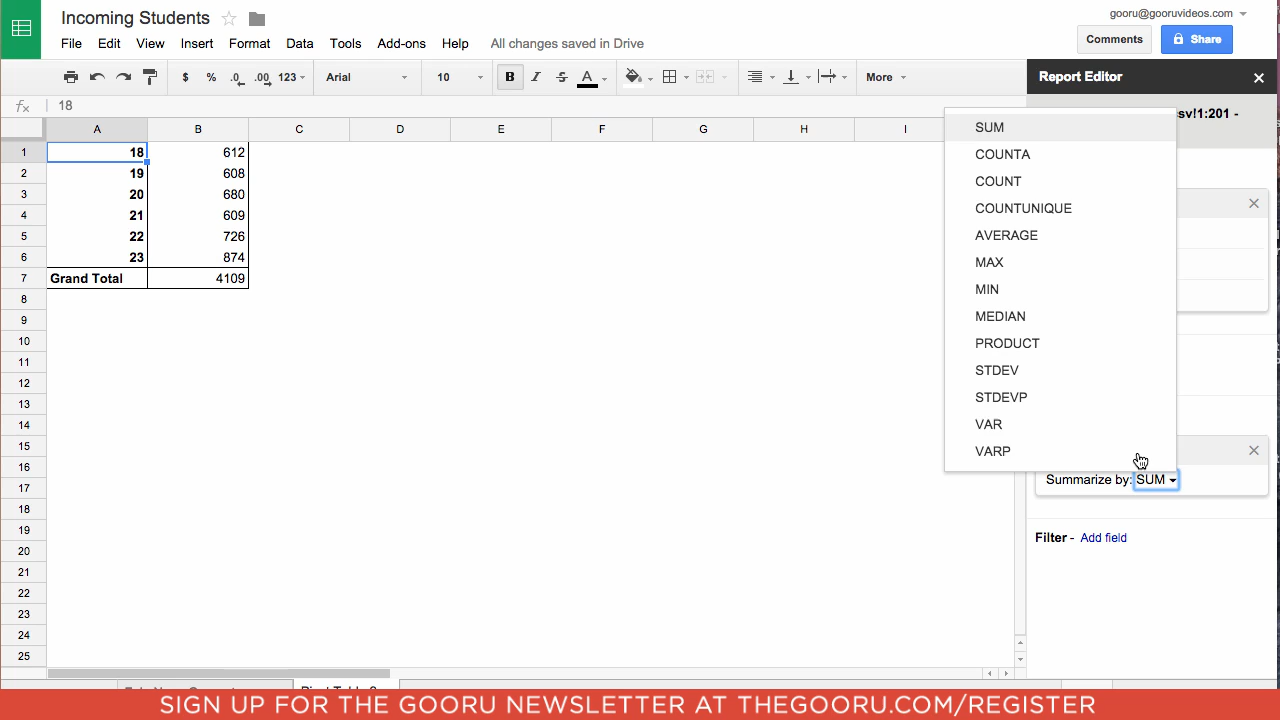 Incoming Students
gooru@gooruvideos.com
File Edit View Insert Format Data Tools Add-ons Help All changes saved in Drive
Comments Share
$ % .0 .00 123 Arial 10 B I S A More
Report Editor
fx 18
sv!1:201 -
A B C D E F G H I
1 18 612
2 19 608
3 20 680
4 21 609
5 22 726
6 23 874
7 Grand Total 4109
8
9
10
11
12
13
14
15
16
17
18
19
20
21
22
23
24
25
SUM
COUNTA
COUNT
COUNTUNIQUE
AVERAGE
MAX
MIN
MEDIAN
PRODUCT
STDEV
STDEVP
VAR
VARP
Summarize by: SUM
Filter - Add field
SIGN UP FOR THE GOORU NEWSLETTER AT THEGOORU.COM/REGISTER